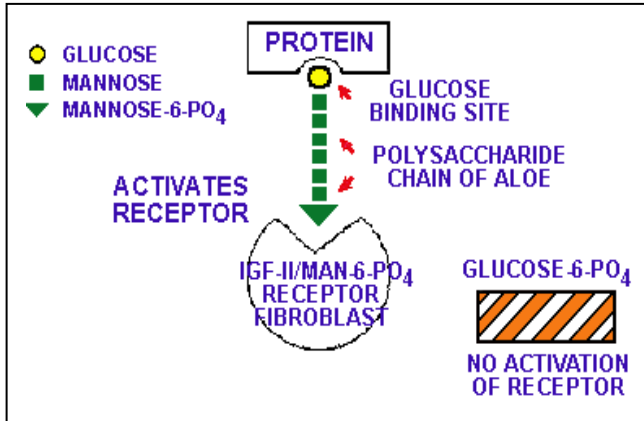 PROTEIN
GLUCOSE
MANNOSE
MANNOSE-6-PO₄
GLUCOSE
BINDING SITE
POLYSACCHARIDE
CHAIN OF ALOE
ACTIVATES
RECEPTOR
IGF-II/MAN-6-PO₄
RECEPTOR
FIBROBLAST
GLUCOSE-6-PO₄
NO ACTIVATION
OF RECEPTOR